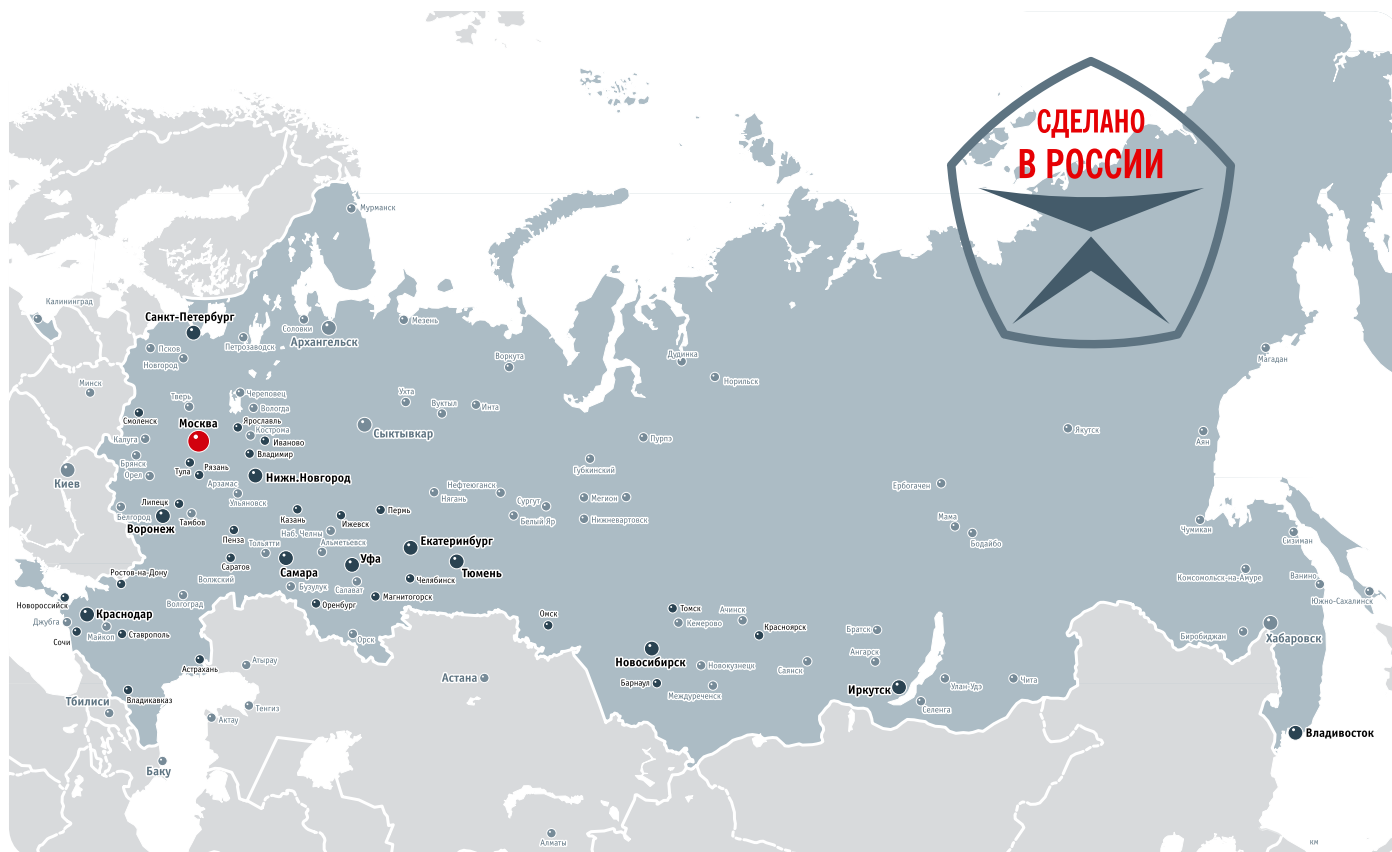 СДЕЛАНО
В РОССИИ
Мурманск
Калининград
Санкт-Петербург
Соловки
Мезень
Петрозаводск
Архангельск
Псков
Новгород
Воркута
Дудинка
Магадан
Норильск
Минск
Тверь
Череповец
Вологда
Ухта
Вуктыл
Инта
Смоленск
Москва
Ярославль
Кострома
Иваново
Сыктывкар
Якутск
Аян
Калуга
Владимир
Пурпэ
Брянск
Тула
Рязань
Губкинский
Орёл
Нижн.Новгород
Киев
Арзамас
Ульяновск
Нефтеюганск
Нягань
Ербогачен
Липецк
Белгород
Тамбов
Воронеж
Казань
Ижевск
Пермь
Сургут
Белый Яр
Мегион
Нижневартовск
Мама
Бодайбо
Чумикан
Сизиман
Пенза
Наб. Челны
Альметьевск
Тольятти
Екатеринбург
Саратов
Самара
Уфа
Тюмень
Ростов-на-Дону
Волжский
Бузулук
Салават
Челябинск
Комсомольск-на-Амуре
Ванино
Южно-Сахалинск
Новороссийск
Волгоград
Оренбург
Магнитогорск
Краснодар
Джубга
Майкоп
Ставрополь
Сочи
Орск
Омск
Томск
Ачинск
Кемерово
Красноярск
Братск
Биробиджан
Хабаровск
Астрахань
Атырау
Новосибирск
Новокузнецк
Саянск
Ангарск
Астана
Барнаул
Междуреченск
Иркутск
Улан-Удэ
Чита
Селенга
Владикавказ
Тбилиси
Актау
Тенгиз
Владивосток
Баку
Алматы
км